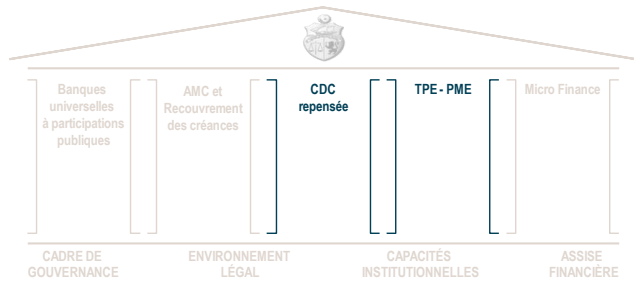 Banques
universelles
à participations
publiques
AMC et
Recouvrement
des créances
CDC
repensée
TPE - PME
Micro Finance
CADRE DE
GOUVERNANCE
ENVIRONNEMENT
LÉGAL
CAPACITÉS
INSTITUTIONNELLES
ASSISE
FINANCIÈRE